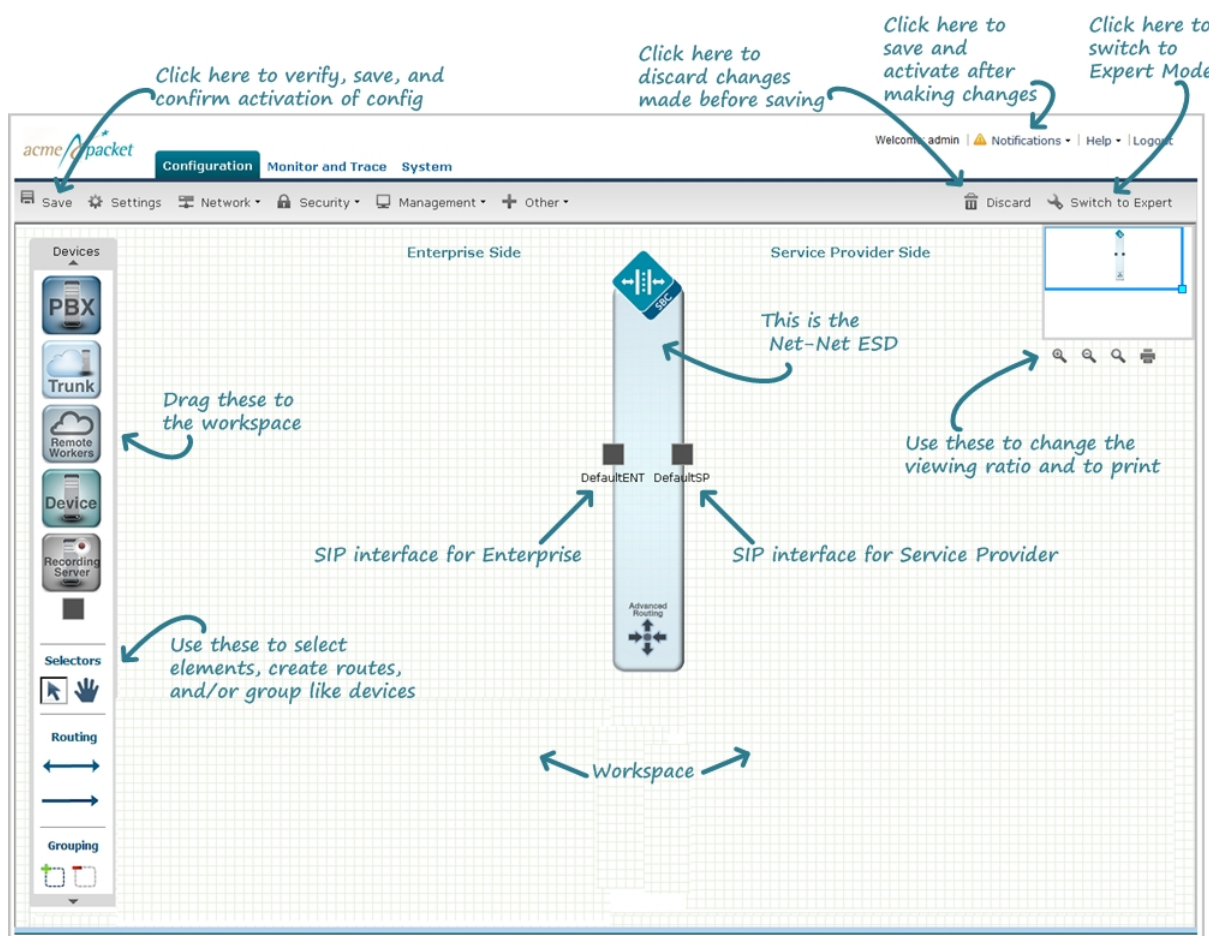 Click here to verify, save, and
confirm activation of config
Click here to
discard changes
made before saving
Click here to
save and
activate after
making changes
Click here to
switch to
Expert Mode
acme packet
Configuration Monitor and Trace System
Welcome admin | Notifications | Help | Logout
Save Settings Network Security Management Other Discard Switch to Expert
Devices
Enterprise Side
Service Provider Side
PBX
Trunk
Remote
Workers
Device
Recording
Server
Drag these to
the workspace
SBC
This is the
Net-Net ESD
Use these to change the
viewing ratio and to print
DefaultENT DefaultSP
SIP interface for Enterprise
SIP interface for Service Provider
Advanced
Routing
Use these to select
elements, create routes,
and/or group like devices
Selectors
Routing
Workspace
Grouping